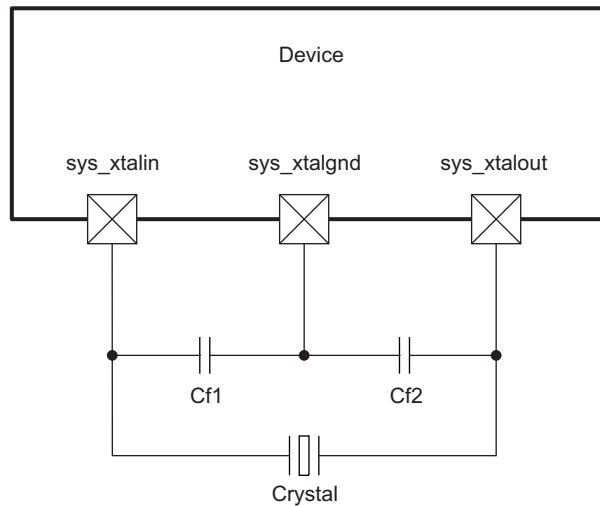 Device
sys_xtalin
sys_xtalgnd
sys_xtalout
Cf1
Cf2
Crystal